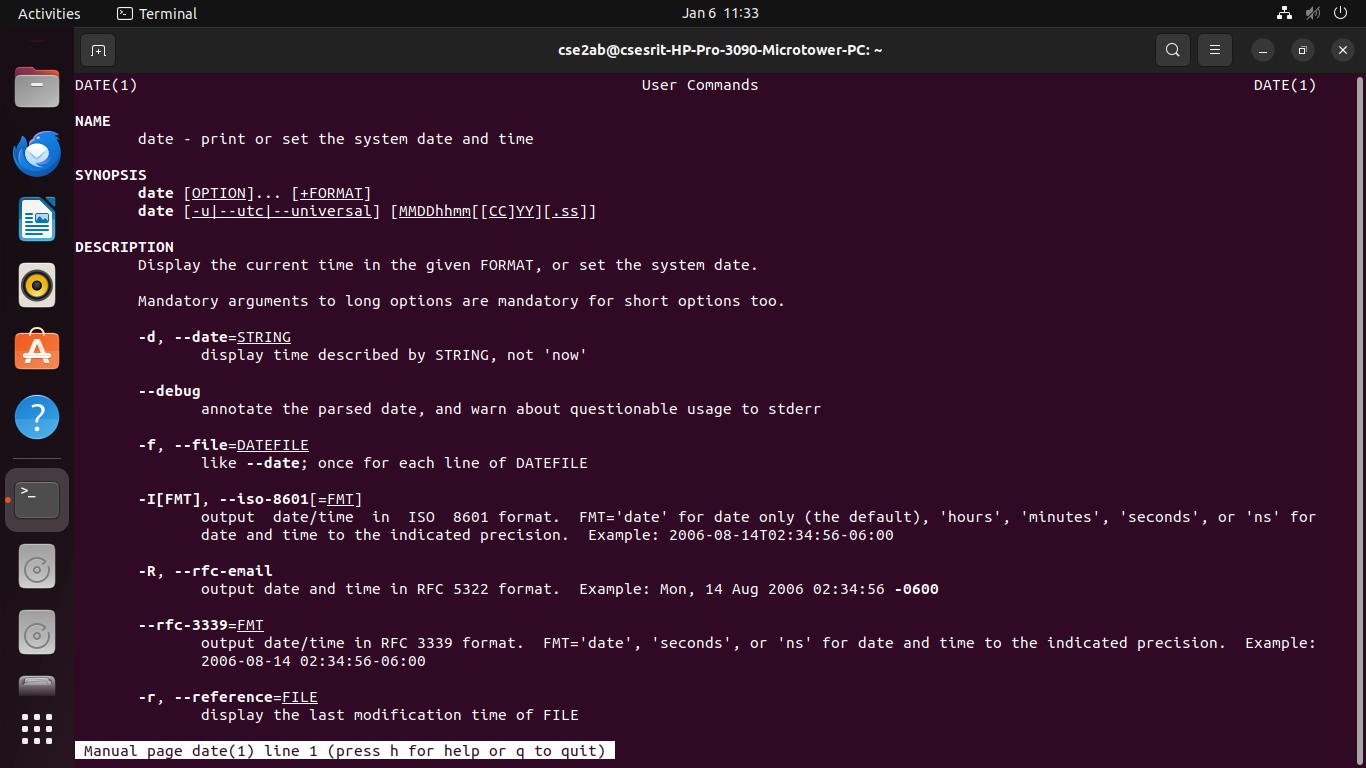 Activities Terminal Jan 6 11:33
cse2ab@csesrit-HP-Pro-3090-Microtower-PC: ~
DATE(1) User Commands DATE(1)
NAME
date - print or set the system date and time
SYNOPSIS
date [OPTION]... [+FORMAT]
date [-u|--utc|--universal] [MMDDhhmm[[CC]YY][.ss]]
DESCRIPTION
Display the current time in the given FORMAT, or set the system date.
Mandatory arguments to long options are mandatory for short options too.
-d, --date=STRING
display time described by STRING, not 'now'
--debug
annotate the parsed date, and warn about questionable usage to stderr
-f, --file=DATEFILE
like --date; once for each line of DATEFILE
-I[FMT], --iso-8601[=FMT]
output date/time in ISO 8601 format. FMT='date' for date only (the default), 'hours', 'minutes', 'seconds', or 'ns' for
date and time to the indicated precision. Example: 2006-08-14T02:34:56-06:00
-R, --rfc-email
output date and time in RFC 5322 format. Example: Mon, 14 Aug 2006 02:34:56 -0600
--rfc-3339=FMT
output date/time in RFC 3339 format. FMT='date', 'seconds', or 'ns' for date and time to the indicated precision. Example:
2006-08-14 02:34:56-06:00
-r, --reference=FILE
display the last modification time of FILE
Manual page date(1) line 1 (press h for help or q to quit)